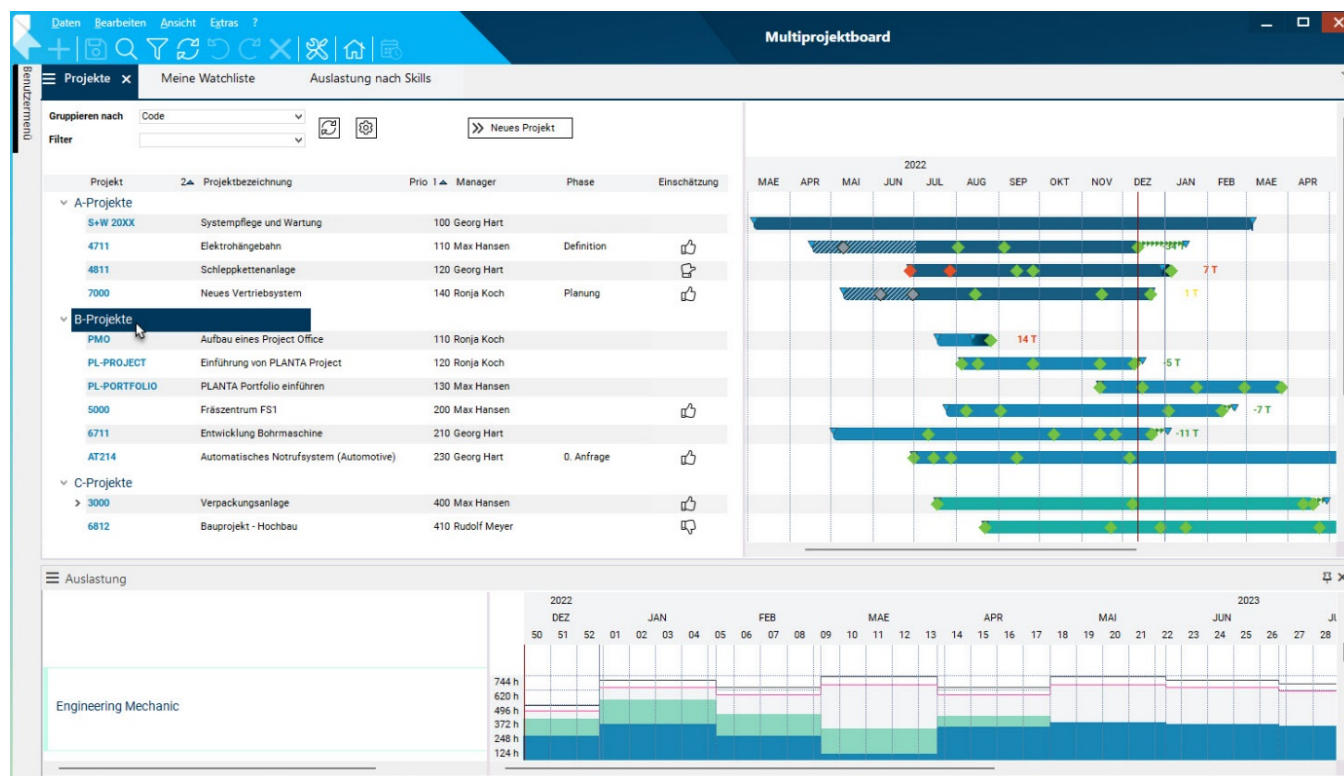 Daten Bearbeiten Ansicht Extras ?
Multiprojektboard
Benutzermenü
Projekte Meine Watchliste Auslastung nach Skills
Gruppieren nach Code
Filter
Neues Projekt
2022
Projekt 2 Projektbezeichnung Prio 1 Manager Phase Einschätzung MAE APR MAI JUN JUL AUG SEP OKT NOV DEZ JAN FEB MAE APR
A-Projekte
S+W 20XX Systempflege und Wartung 100 Georg Hart
4711 Elektrohängebahn 110 Max Hansen Definition -34 T
4811 Schleppkettenanlage 120 Georg Hart 7 T
7000 Neues Vertriebsystem 140 Ronja Koch Planung 1 T
B-Projekte
PMO Aufbau eines Project Office 110 Ronja Koch 14 T
PL-PROJECT Einführung von PLANTA Project 120 Ronja Koch -5 T
PL-PORTFOLIO PLANTA Portfolio einführen 130 Max Hansen
5000 Fräszentrum FS1 200 Max Hansen -7 T
6711 Entwicklung Bohrmaschine 210 Georg Hart -11 T
AT214 Automatisches Notrufsystem (Automotive) 230 Georg Hart 0. Anfrage
C-Projekte
3000 Verpackungsanlage 400 Max Hansen
6812 Bauprojekt - Hochbau 410 Rudolf Meyer
Auslastung
2022 2023
DEZ JAN FEB MAE APR MAI JUN
50 51 52 01 02 03 04 05 06 07 08 09 10 11 12 13 14 15 16 17 18 19 20 21 22 23 24 25 26 27 28
Engineering Mechanic
744 h
620 h
496 h
372 h
248 h
124 h